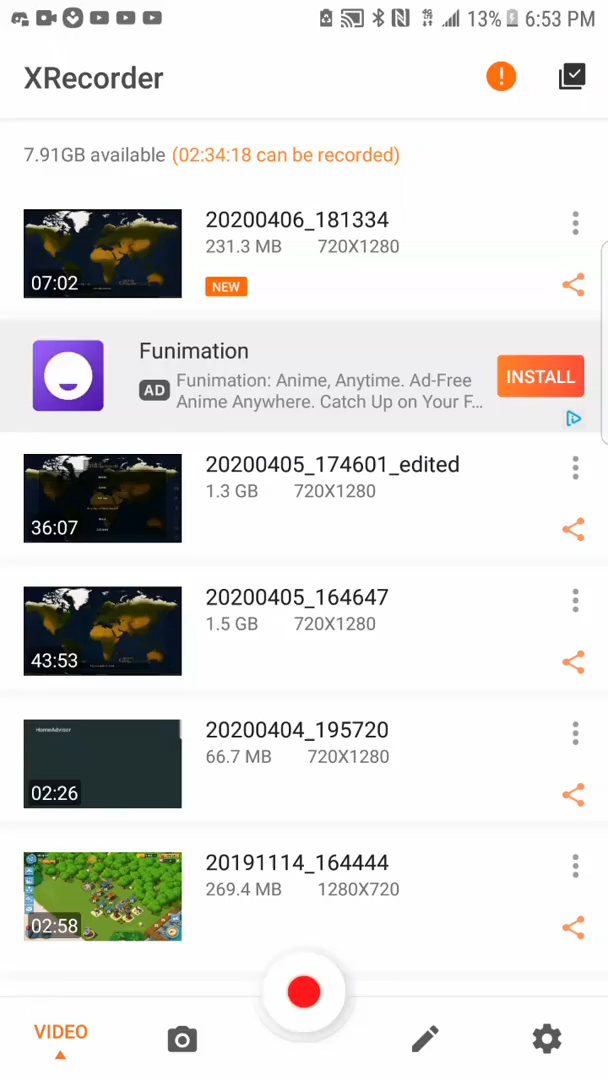 13% 6:53 PM
XRecorder
7.91GB available (02:34:18 can be recorded)
20200406_181334
231.3 MB 720X1280
07:02
NEW
Funimation
AD Funimation: Anime, Anytime. Ad-Free
Anime Anywhere. Catch Up on Your F...
INSTALL
20200405_174601_edited
1.3 GB 720X1280
36:07
20200405_164647
1.5 GB 720X1280
43:53
20200404_195720
66.7 MB 720X1280
HomeAdvisor
02:26
20191114_164444
269.4 MB 1280X720
02:58
VIDEO